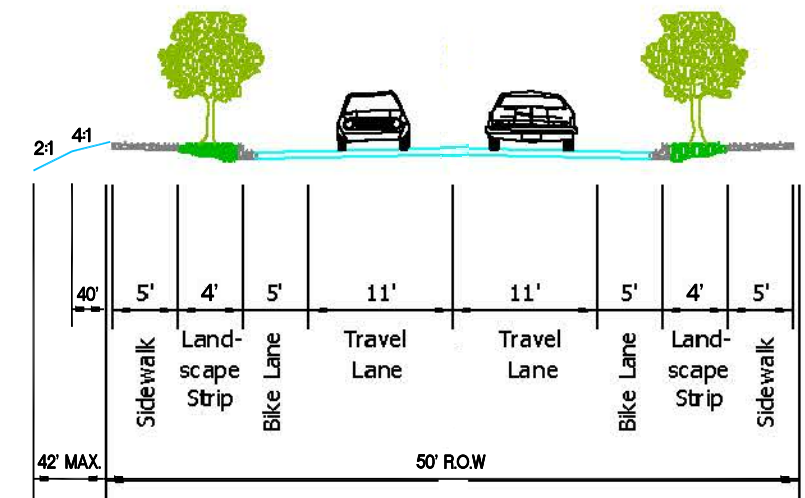 2:1
4:1
40'
5'
4'
5'
11'
11'
5'
4'
5'
Sidewalk
Land-
scape
Strip
Bike Lane
Travel
Lane
Travel
Lane
Bike Lane
Land-
scape
Strip
Sidewalk
42' MAX.
50' R.O.W